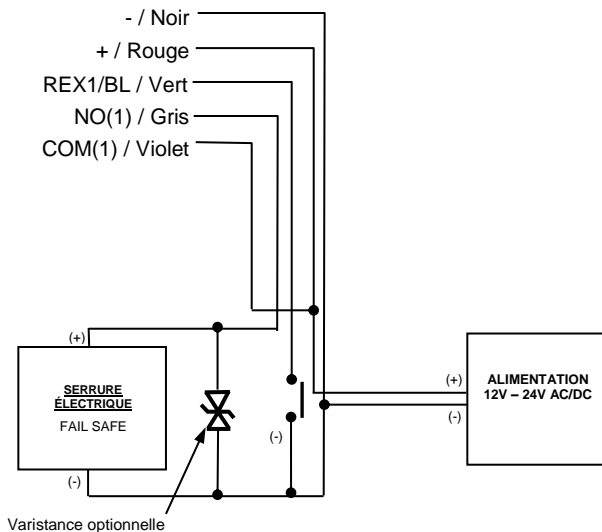 - / Noir
+ / Rouge
REX1/BL / Vert
NO(1) / Gris
COM(1) / Violet
(+)
SERRURE
ÉLECTRIQUE
FAIL SAFE
(-)
(-)
(+)
(-)
ALIMENTATION
12V – 24V AC/DC
Varistance optionnelle